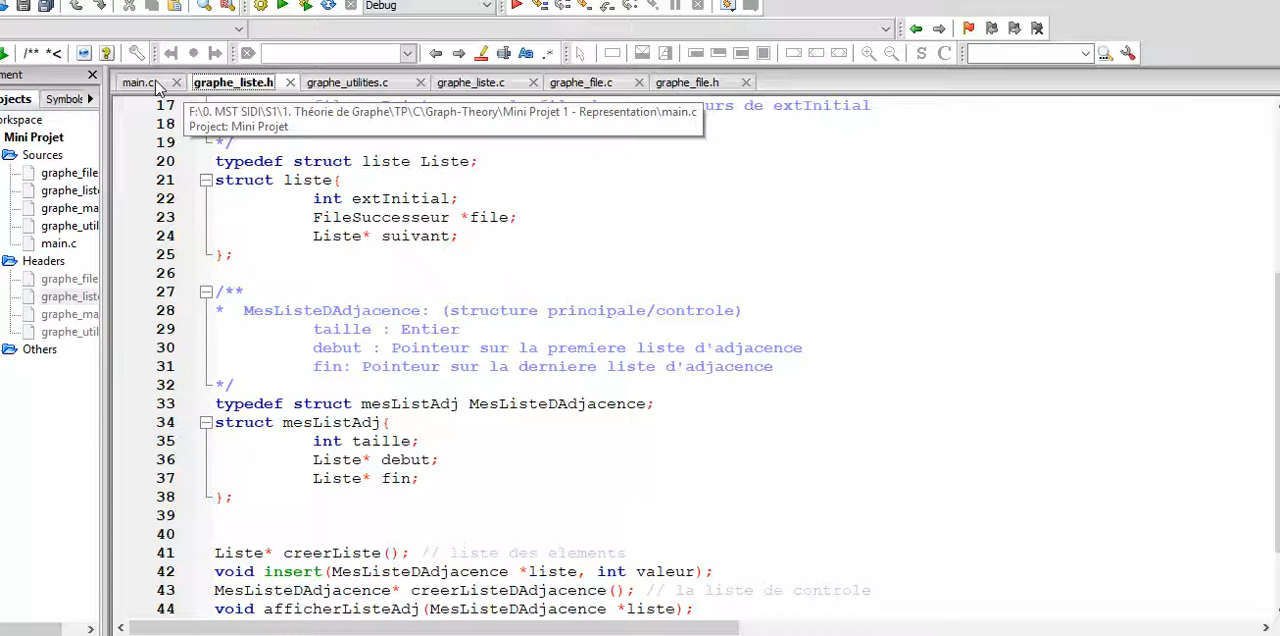 Debug
/** *<
S C
ment
main.c graphe_liste.h graphe_utilities.c graphe_liste.c graphe_file.c graphe_file.h
ojects Symbols
orkspace
Mini Projet
Sources
graphe_file
graphe_liste
graphe_ma
graphe_util
main.c
Headers
graphe_file
graphe_liste
graphe_ma
graphe_util
Others
F:\0. MST SIDI\S1\1. Théorie de Graphe\TP\C\Graph-Theory\Mini Projet 1 - Representation\main.c
Project: Mini Projet
17 urs de extInitial
18
19 */
20 typedef struct liste Liste;
21 struct liste{
22 int extInitial;
23 FileSuccesseur *file;
24 Liste* suivant;
25 };
26
27 /**
28 * MesListeDAdjacence: (structure principale/controle)
29 taille : Entier
30 debut : Pointeur sur la premiere liste d'adjacence
31 fin: Pointeur sur la derniere liste d'adjacence
32 */
33 typedef struct mesListAdj MesListeDAdjacence;
34 struct mesListAdj{
35 int taille;
36 Liste* debut;
37 Liste* fin;
38 };
39
40
41 Liste* creerListe(); // liste des elements
42 void insert(MesListeDAdjacence *liste, int valeur);
43 MesListeDAdjacence* creerListeDAdjacence(); // la liste de controle
44 void afficherListeAdj(MesListeDAdjacence *liste);